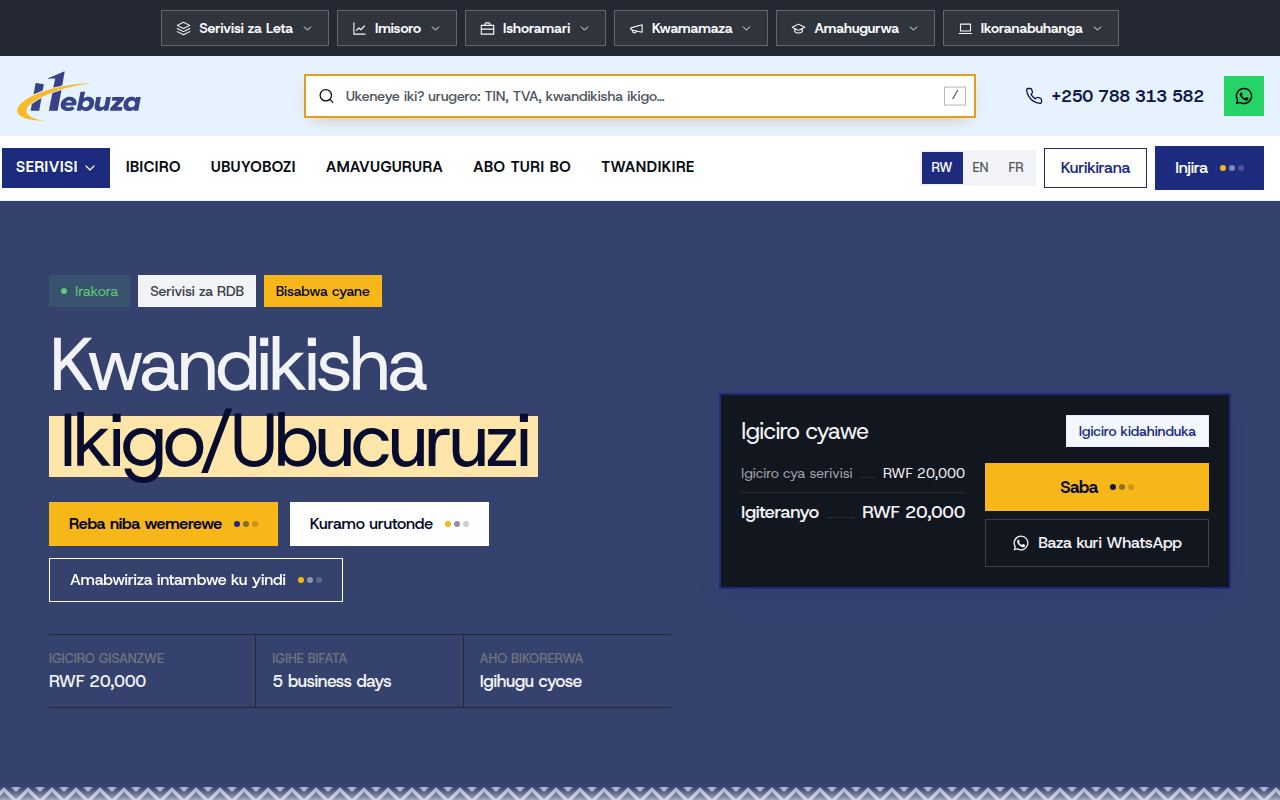 Serivisi za Leta
Imisoro
Ishoramari
Kwamamaza
Amahugurwa
Ikoranabuhanga
Hebuza
Ukeneye iki? urugero: TIN, TVA, kwandikisha ikigo...
/
+250 788 313 582
SERIVISI
IBICIRO
UBUYOBOZI
AMAVUGURURA
ABO TURI BO
TWANDIKIRE
RW
EN
FR
Kurikirana
Injira
Irakora
Serivisi za RDB
Bisabwa cyane
Kwandikisha
Ikigo/Ubucuruzi
Reba niba wemerewe
Kuramo urutonde
Amabwiriza intambwe ku yindi
IGICIRO GISANZWE
RWF 20,000
IGIHE BIFATA
5 business days
AHO BIKORERWA
Igihugu cyose
Igiciro cyawe
Igiciro kidahinduka
Igiciro cya serivisi RWF 20,000
Igiteranyo RWF 20,000
Saba
Baza kuri WhatsApp